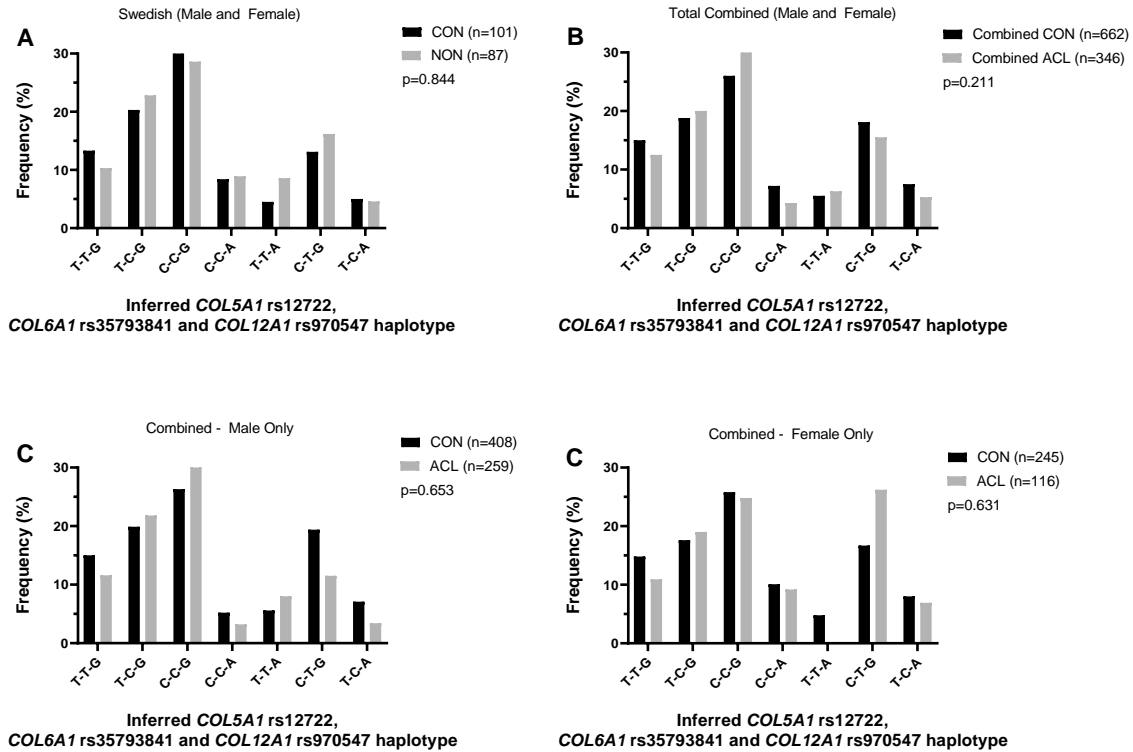 A
Swedish (Male and Female)
CON (n=101)
NON (n=87)
p=0.844
Frequency (%)
30
20
10
0
T-T-G
T-C-G
C-C-G
C-C-A
T-T-A
C-T-G
T-C-A
Inferred COL5A1 rs12722,
COL6A1 rs35793841 and COL12A1 rs970547 haplotype
B
Total Combined (Male and Female)
Combined CON (n=662)
Combined ACL (n=346)
p=0.211
Frequency (%)
30
20
10
0
T-T-G
T-C-G
C-C-G
C-C-A
T-T-A
C-T-G
T-C-A
Inferred COL5A1 rs12722,
COL6A1 rs35793841 and COL12A1 rs970547 haplotype
C
Combined - Male Only
CON (n=408)
ACL (n=259)
p=0.653
Frequency (%)
30
20
10
0
T-T-G
T-C-G
C-C-G
C-C-A
T-T-A
C-T-G
T-C-A
Inferred COL5A1 rs12722,
COL6A1 rs35793841 and COL12A1 rs970547 haplotype
C
Combined - Female Only
CON (n=245)
ACL (n=116)
p=0.631
Frequency (%)
30
20
10
0
T-T-G
T-C-G
C-C-G
C-C-A
T-T-A
C-T-G
T-C-A
Inferred COL5A1 rs12722,
COL6A1 rs35793841 and COL12A1 rs970547 haplotype